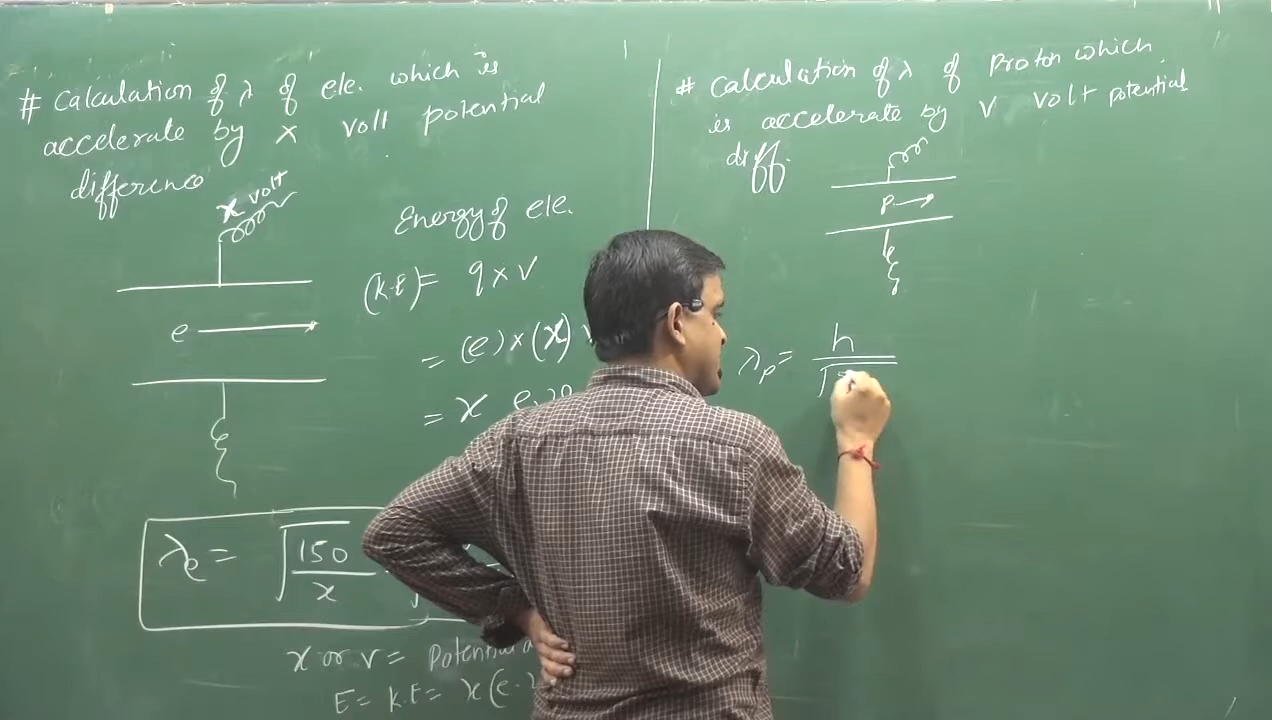 # Calculation of λ of ele. which is
accelerate by x volt potential
difference
x volt
e
Energy of ele.
(k.E) = q × v
= (e) × (x)
= x
λe = √150/x
x or v =
E = k.E = x (e.
# Calculation of λ of Proton which
is accelerate by v volt potential
diff.
P
λp = h